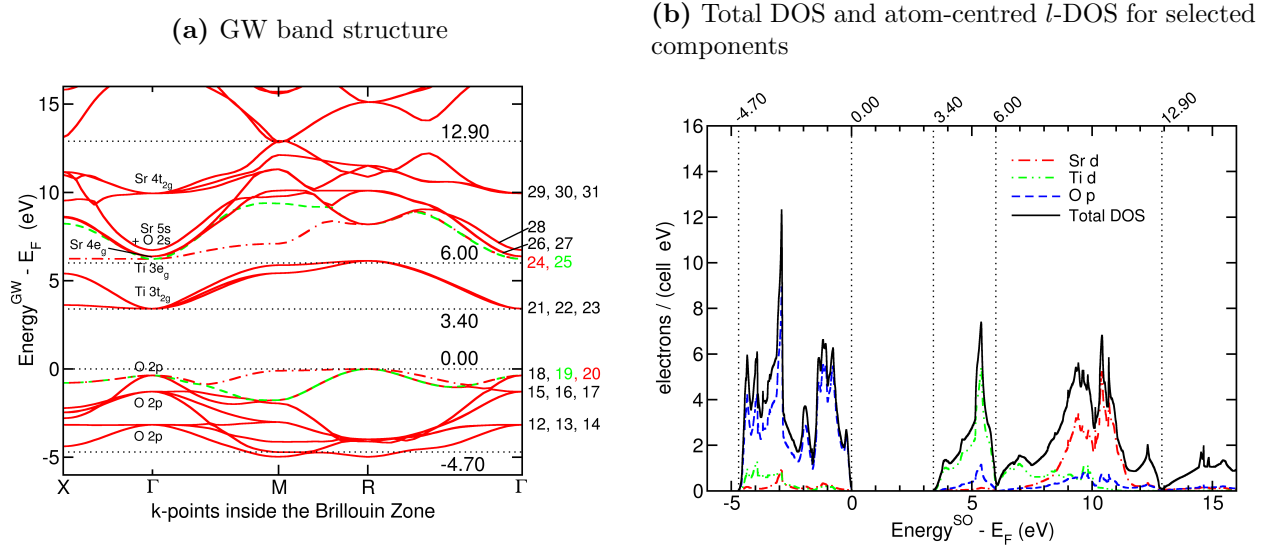 (a) GW band structure
(b) Total DOS and atom-centred l-DOS for selected
components
15
10
5
0
-5
Energy^GW - E_F (eV)
12.90
6.00
3.40
0.00
-4.70
Sr 4t_2g
Sr 5s
+ O 2s
Sr 4e_g
Ti 3e_g
Ti 3t_2g
O 2p
O 2p
O 2p
29, 30, 31
28
26, 27
24, 25
21, 22, 23
18, 19, 20
15, 16, 17
12, 13, 14
X Γ M R Γ
k-points inside the Brillouin Zone
-4.70 0.00 3.40 6.00 12.90
16
14
12
10
8
6
4
2
0
electrons / (cell eV)
Sr d
Ti d
O p
Total DOS
-5 0 5 10 15
Energy^SO - E_F (eV)